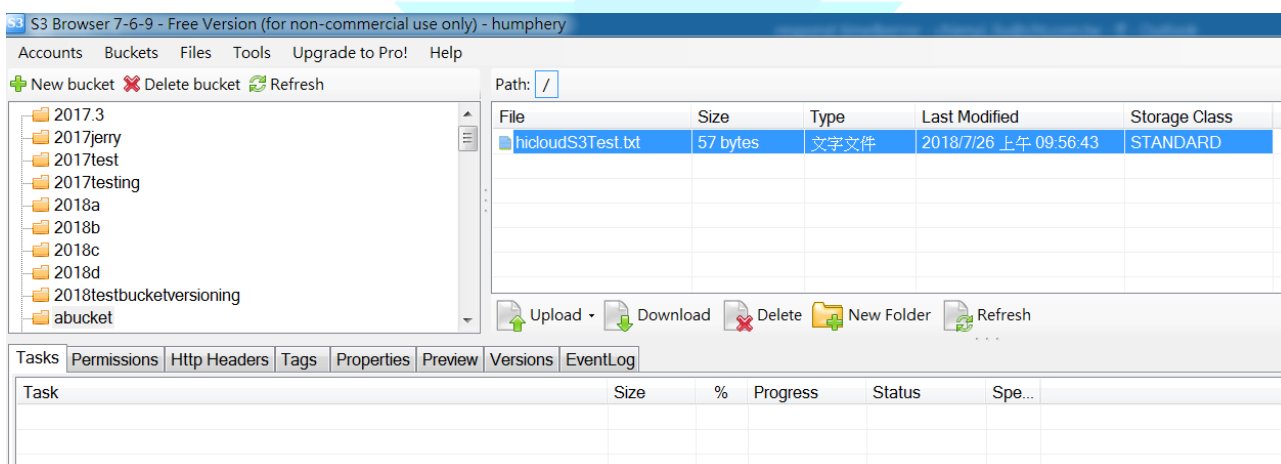 S3 S3 Browser 7-6-9 - Free Version (for non-commercial use only) - humphery
Accounts Buckets Files Tools Upgrade to Pro! Help
New bucket Delete bucket Refresh
2017.3
2017jerry
2017test
2017testing
2018a
2018b
2018c
2018d
2018testbucketversioning
abucket
Path: /
File Size Type Last Modified Storage Class
hicloudS3Test.txt 57 bytes 文字文件 2018/7/26 上午 09:56:43 STANDARD
Upload Download Delete New Folder Refresh
Tasks Permissions Http Headers Tags Properties Preview Versions EventLog
Task Size % Progress Status Spe...